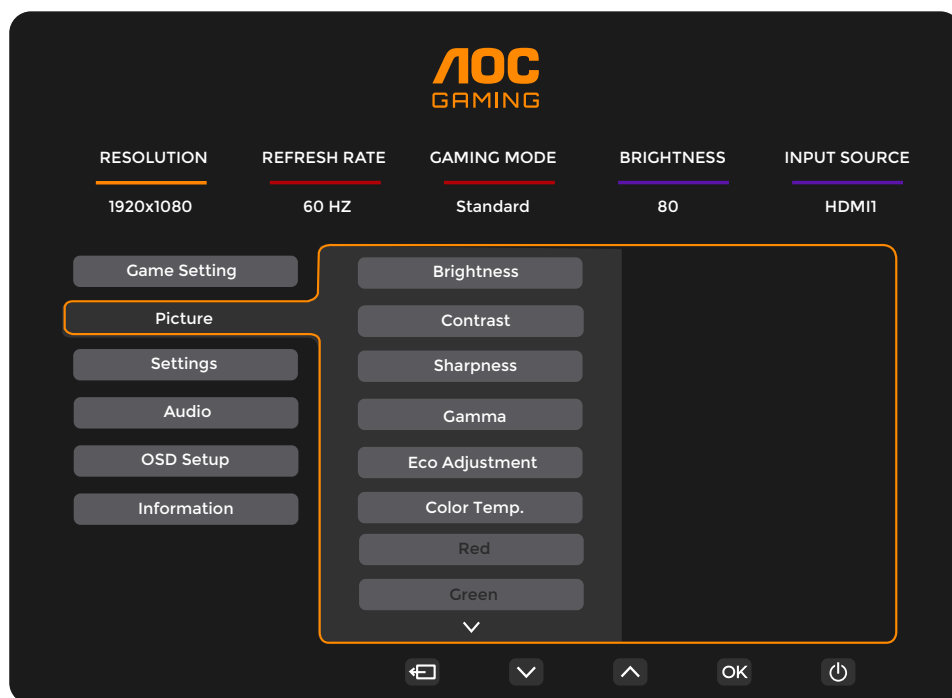 AOC
GAMING
RESOLUTION REFRESH RATE GAMING MODE BRIGHTNESS INPUT SOURCE
1920x1080 60 HZ Standard 80 HDMI1
Game Setting
Picture
Settings
Audio
OSD Setup
Information
Brightness
Contrast
Sharpness
Gamma
Eco Adjustment
Color Temp.
Red
Green
OK